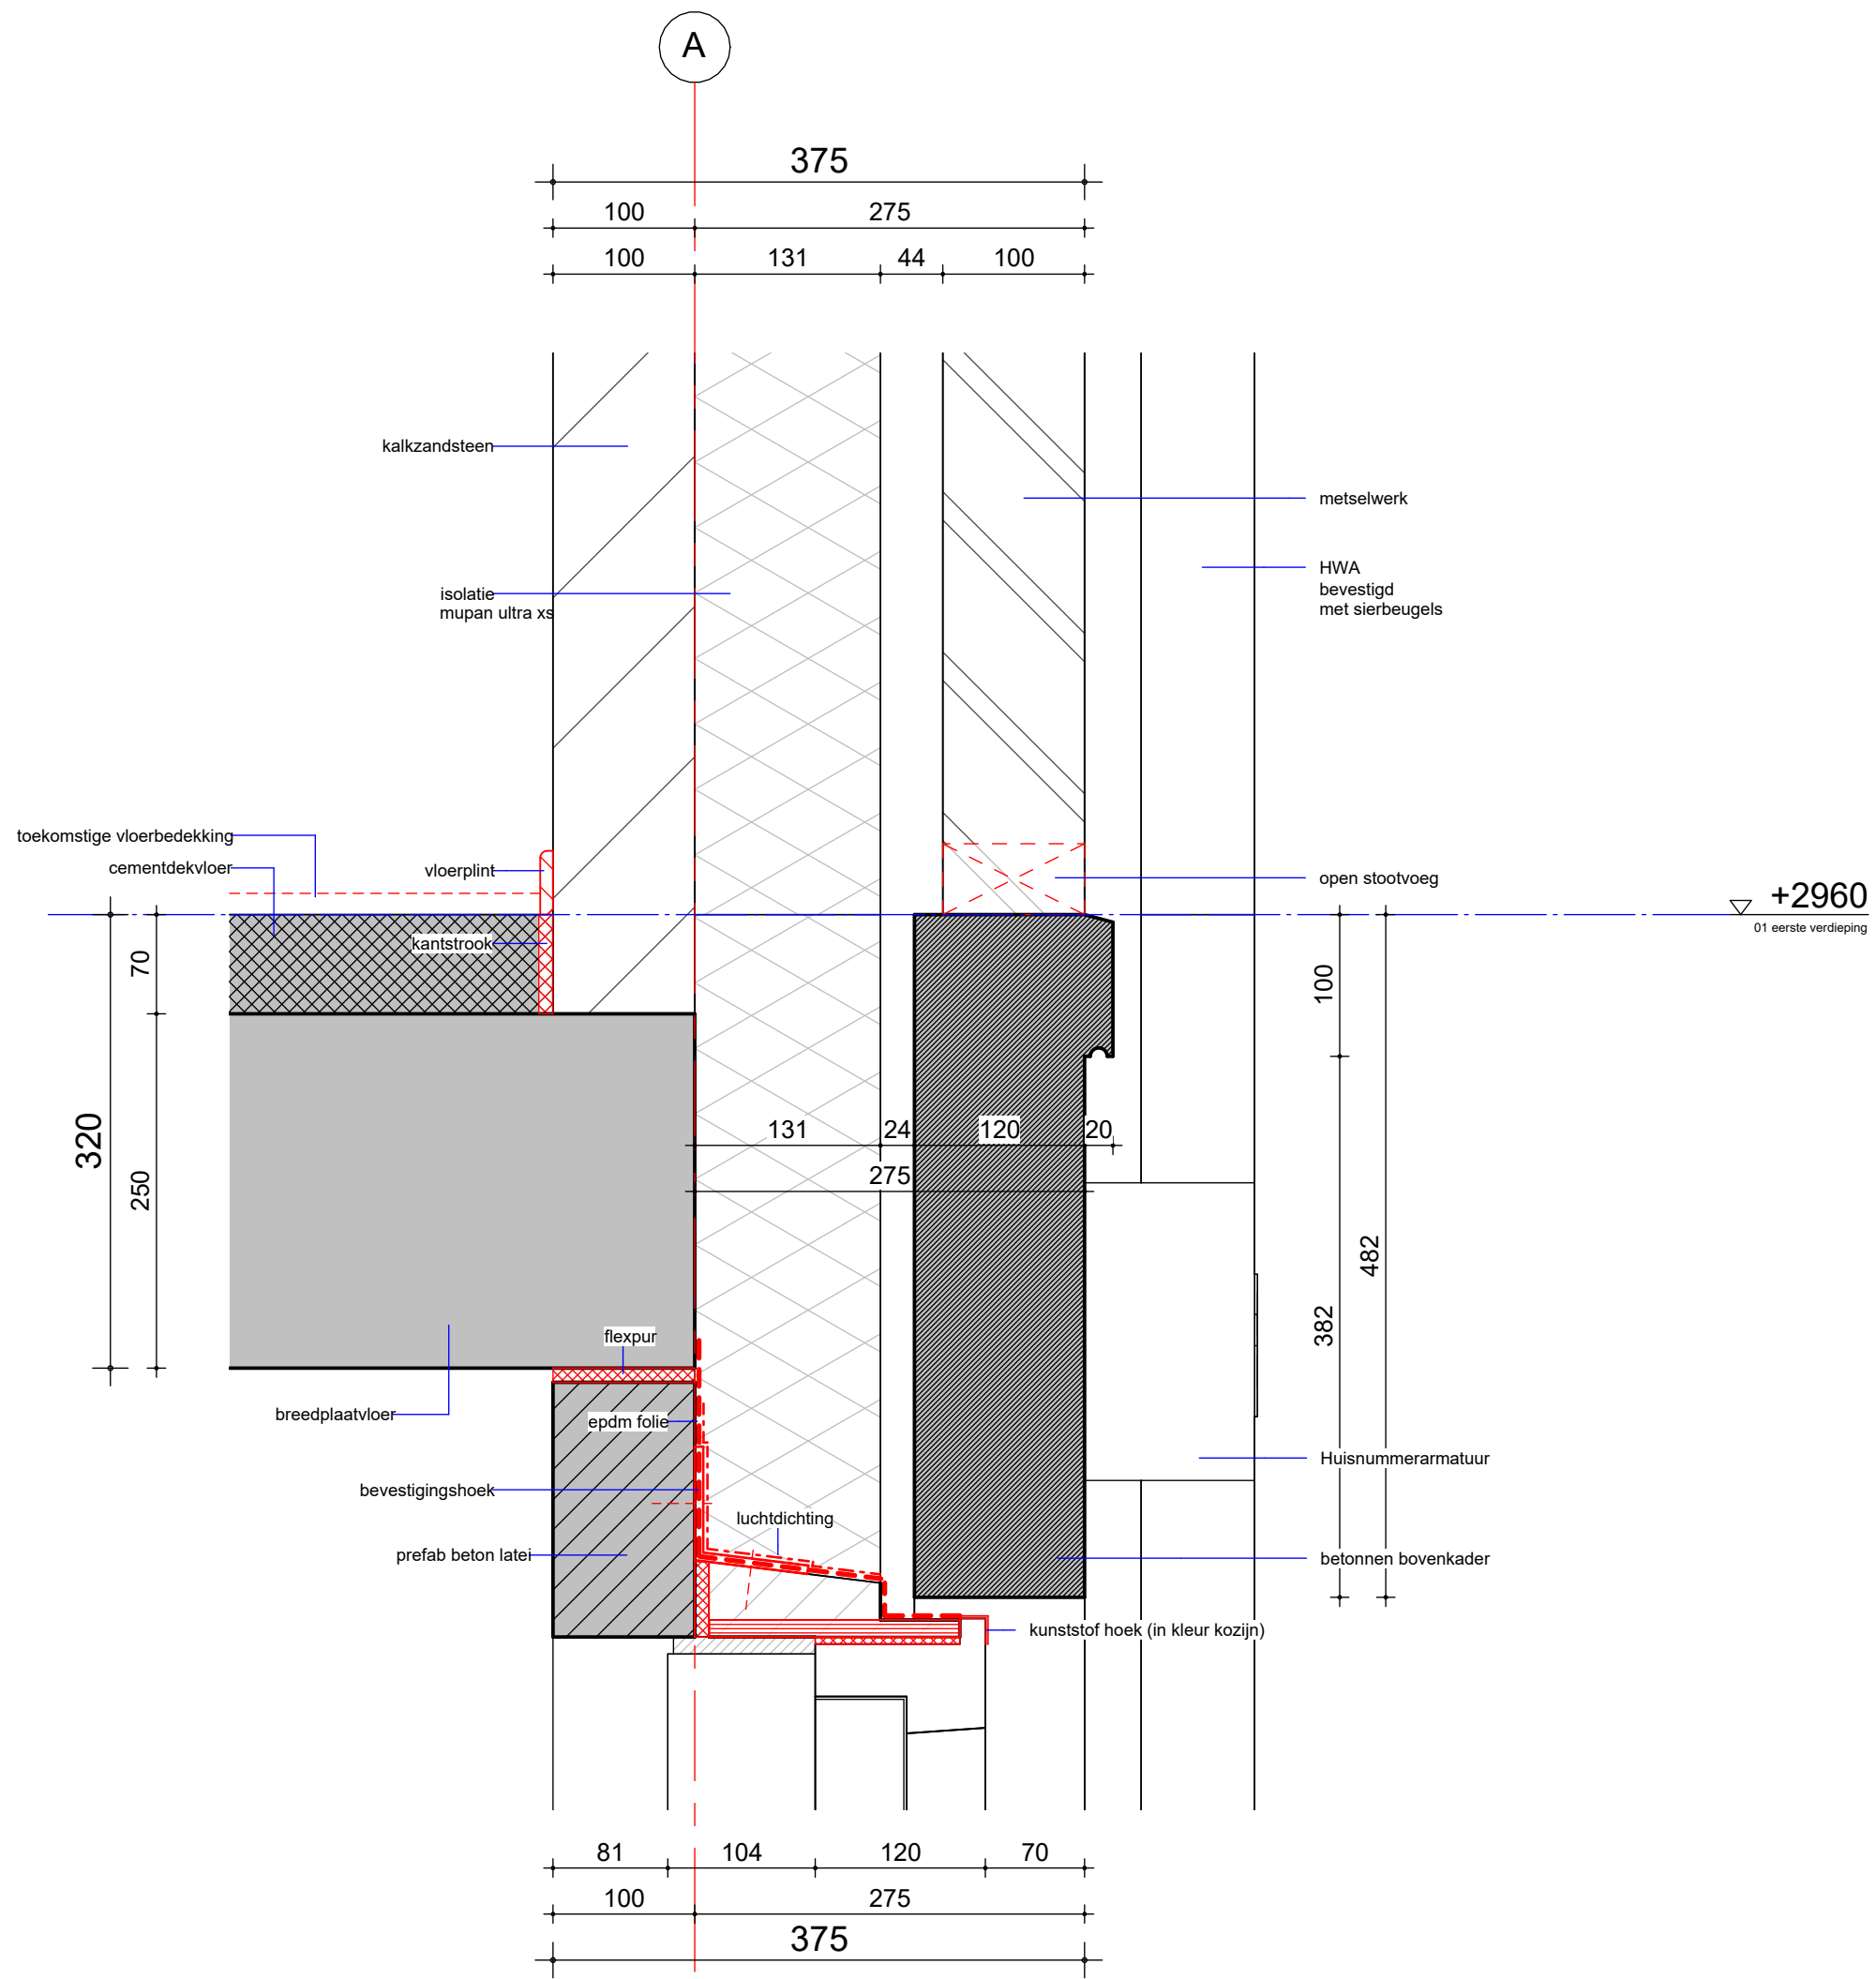 A
375
100
275
100
131
44
100
kalkzandsteen
metselwerk
HWA
bevestigd
met sierbeugels
isolatie
mupan ultra xs
toekomstige vloerbedekking
cementdekvloer
vloerplint
open stootvoeg
+2960
01 eerste verdieping
kantstrook
70
100
320
250
131
24
120
20
275
482
382
flexpur
breedplaatvloer
epdm folie
Huisnummerarmatuur
bevestigingshoek
luchtdichting
prefab beton latei
betonnen bovenkader
kunststof hoek (in kleur kozijn)
81
104
120
70
100
275
375